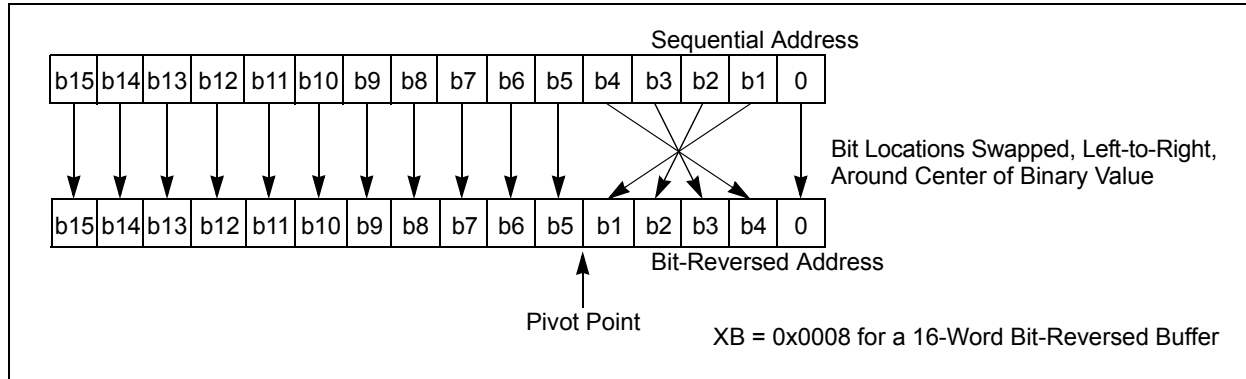 Sequential Address
b15 b14 b13 b12 b11 b10 b9 b8 b7 b6 b5 b4 b3 b2 b1 0
Bit Locations Swapped, Left-to-Right,
Around Center of Binary Value
b15 b14 b13 b12 b11 b10 b9 b8 b7 b6 b5 b1 b2 b3 b4 0
Bit-Reversed Address
Pivot Point
XB = 0x0008 for a 16-Word Bit-Reversed Buffer